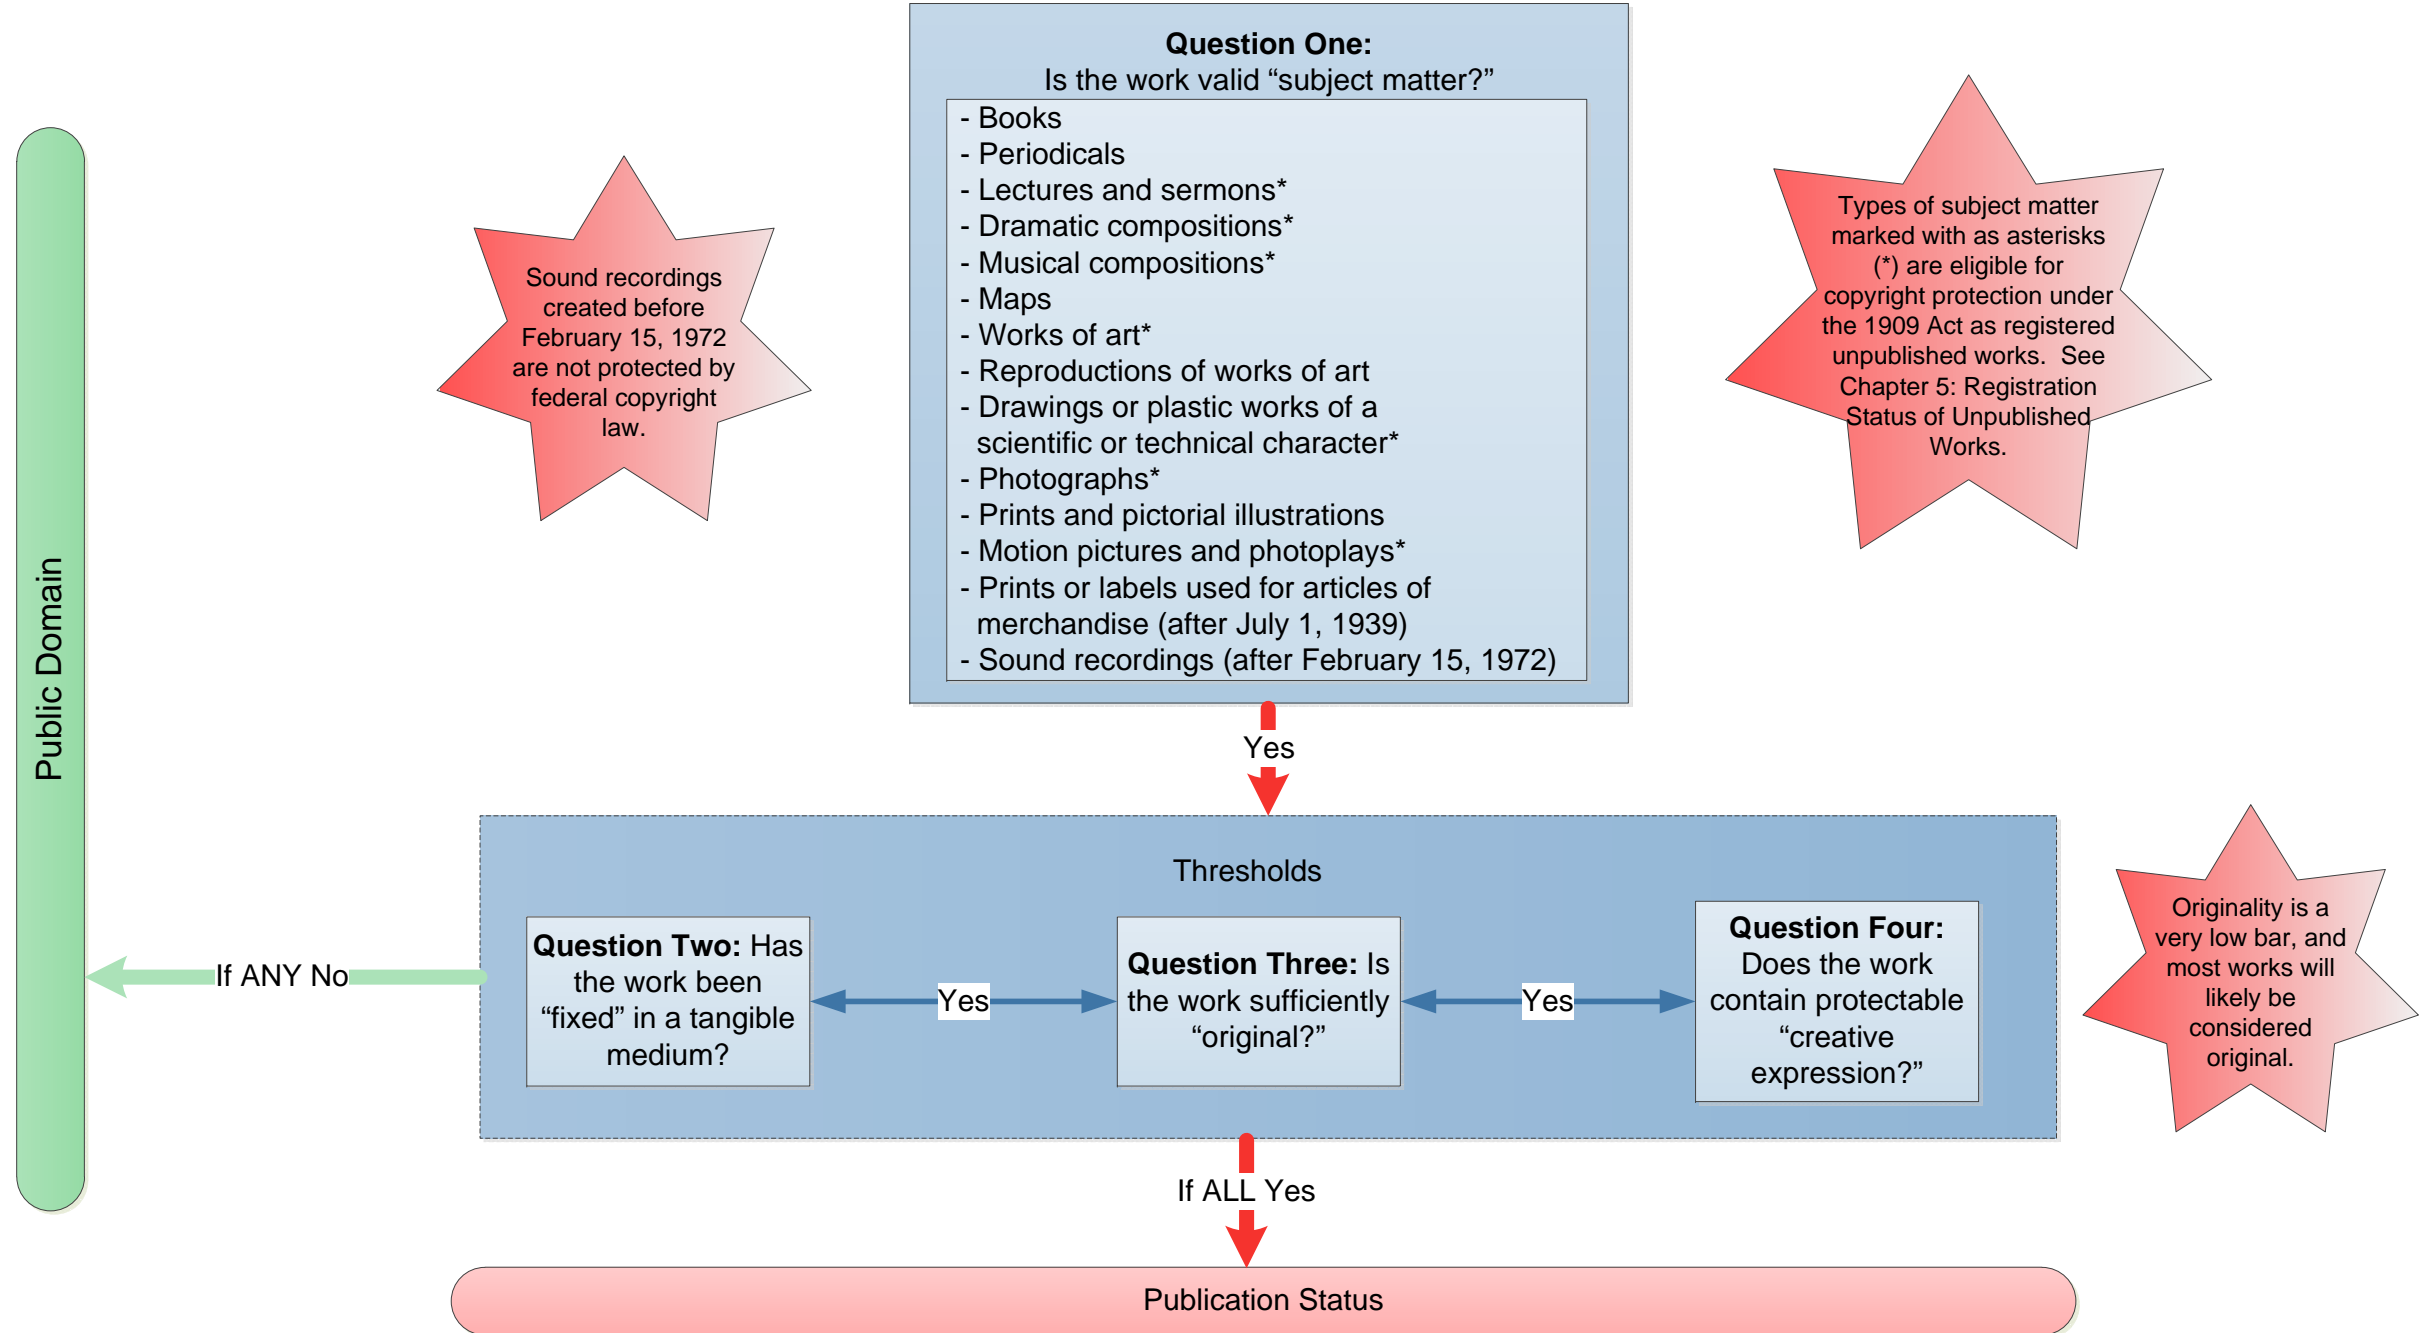 Question One:
Is the work valid “subject matter?”
- Books
- Periodicals
- Lectures and sermons*
- Dramatic compositions*
- Musical compositions*
- Maps
- Works of art*
- Reproductions of works of art
- Drawings or plastic works of a
scientific or technical character*
- Photographs*
- Prints and pictorial illustrations
- Motion pictures and photoplays*
- Prints or labels used for articles of
merchandise (after July 1, 1939)
- Sound recordings (after February 15, 1972)
Sound recordings
created before
February 15, 1972
are not protected by
federal copyright
law.
Types of subject matter
marked with as asterisks
(*) are eligible for
copyright protection under
the 1909 Act as registered
unpublished works.  See
Chapter 5: Registration
Status of Unpublished
Works.
Public Domain
Yes
Thresholds
Question Two: Has
the work been
“fixed” in a tangible
medium?
Yes
Question Three: Is
the work sufficiently
“original?”
Yes
Question Four:
Does the work
contain protectable
“creative
expression?”
Originality is a
very low bar, and
most works will
likely be
considered
original.
If ANY No
If ALL Yes
Publication Status